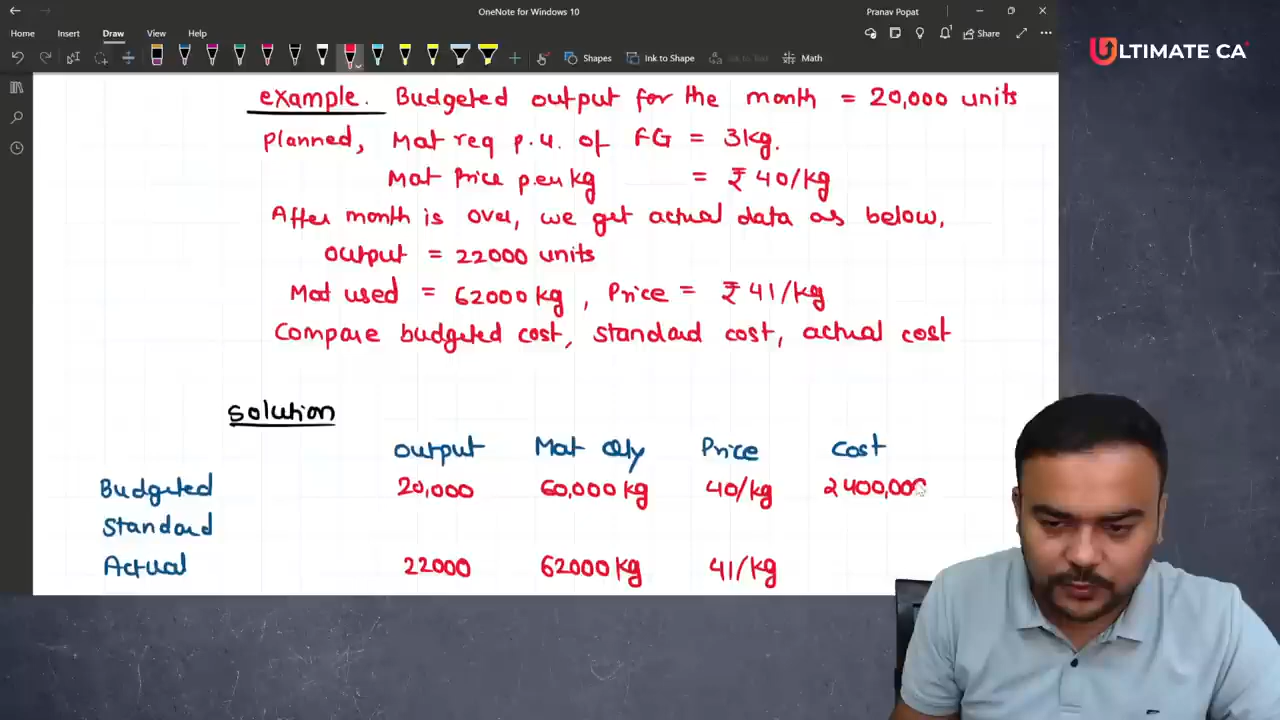 OneNote for Windows 10
Pranav Popat
Home Insert Draw View Help
Share
Shapes Ink to Shape Ink to Text Math
ULTIMATE CA
example. Budgeted output for the month = 20,000 units
Planned, Mat req p.u. of FG = 3kg.
Mat Price per kg = ₹40/kg
After month is over, we get actual data as below,
output = 22000 units
Mat used = 62000 kg, Price = ₹41/kg
Compare budgeted cost, standard cost, actual cost
Solution
output Mat Qly Price Cost
Budgeted 20,000 60,000 kg 40/kg 2400,000
Standard
Actual 22000 62000 kg 41/kg